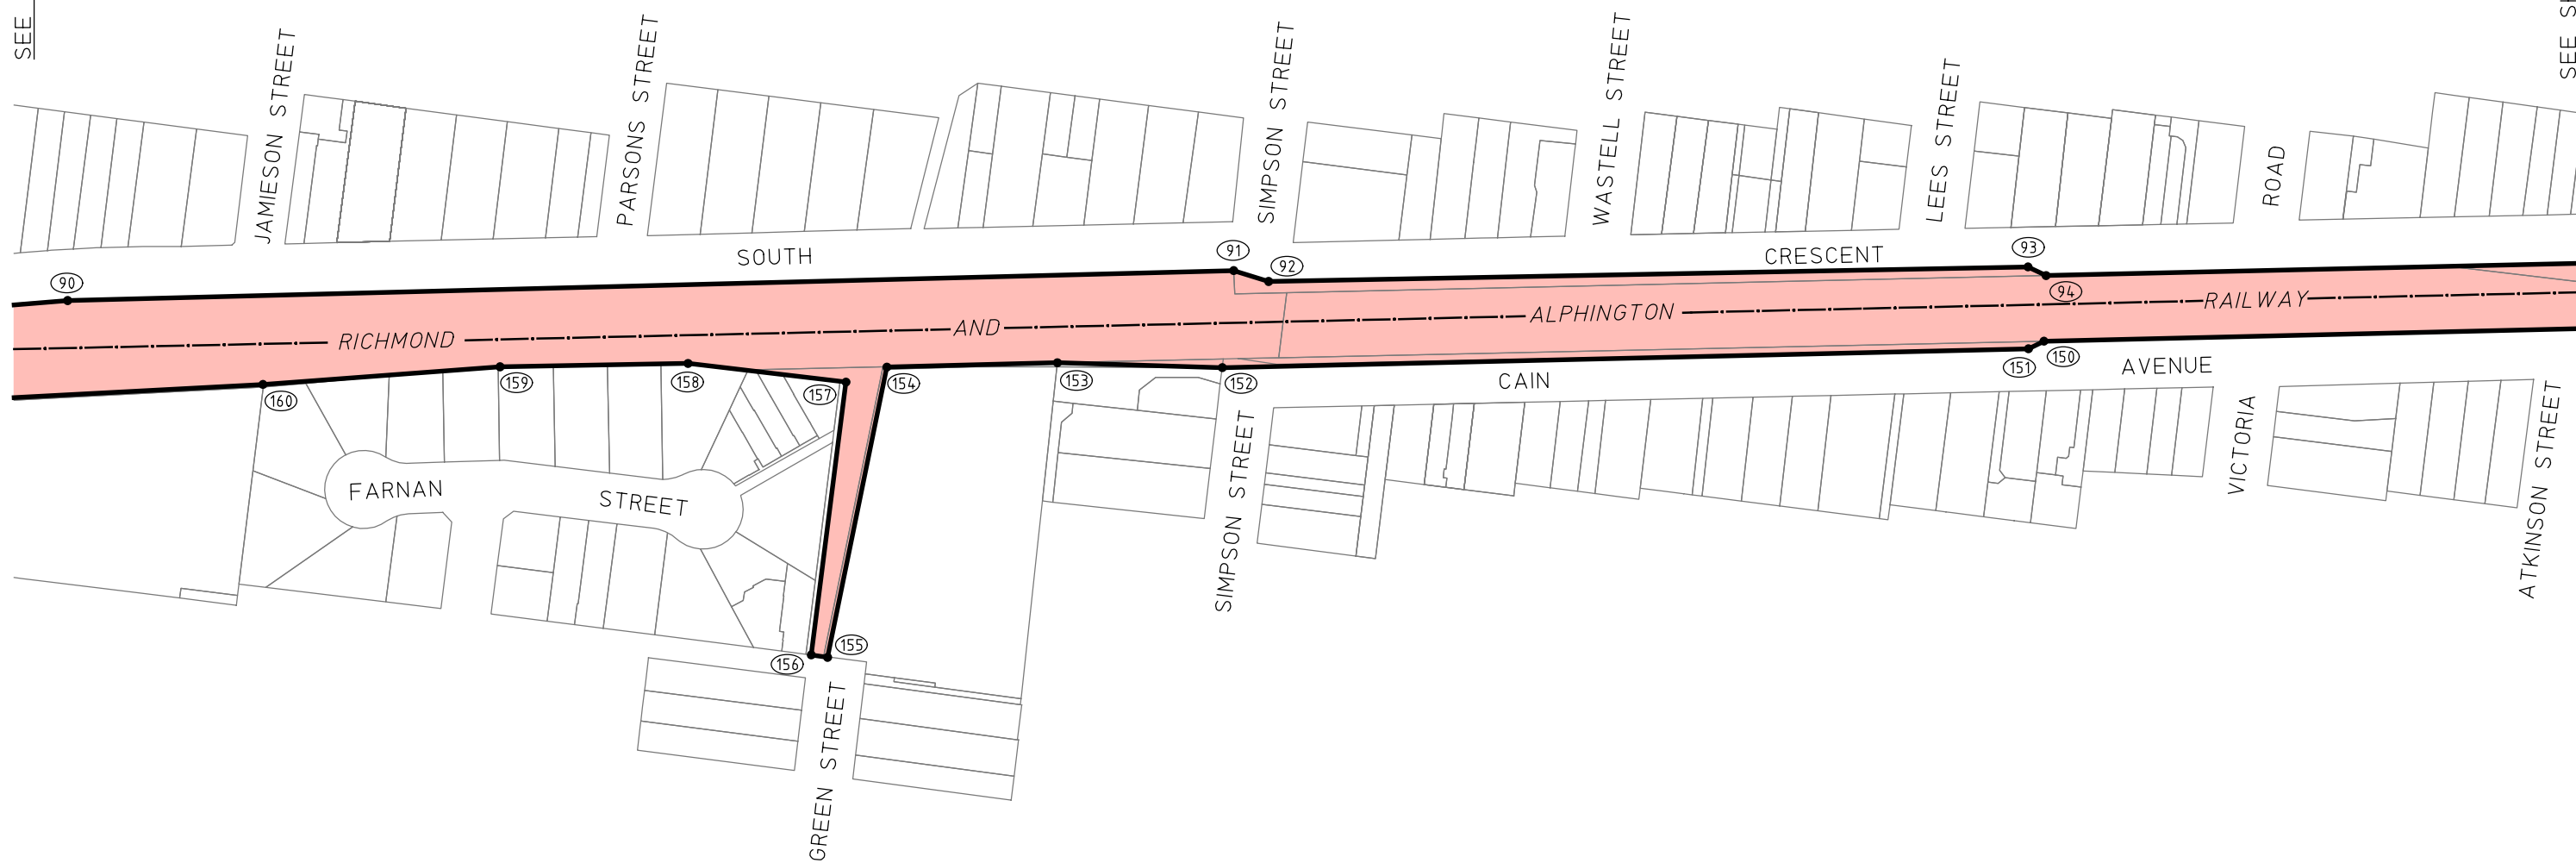 SEE
JAMIESON STREET
PARSONS STREET
SIMPSON STREET
WASTELL STREET
LEES STREET
ROAD
SEE
SOUTH
CRESCENT
90
91
92
93
94
RICHMOND AND ALPHINGTON RAILWAY
160
159
158
157
154
153
152
151
150
CAIN AVENUE
FARNAN STREET
SIMPSON STREET
VICTORIA
ATKINSON STREET
156
155
GREEN STREET